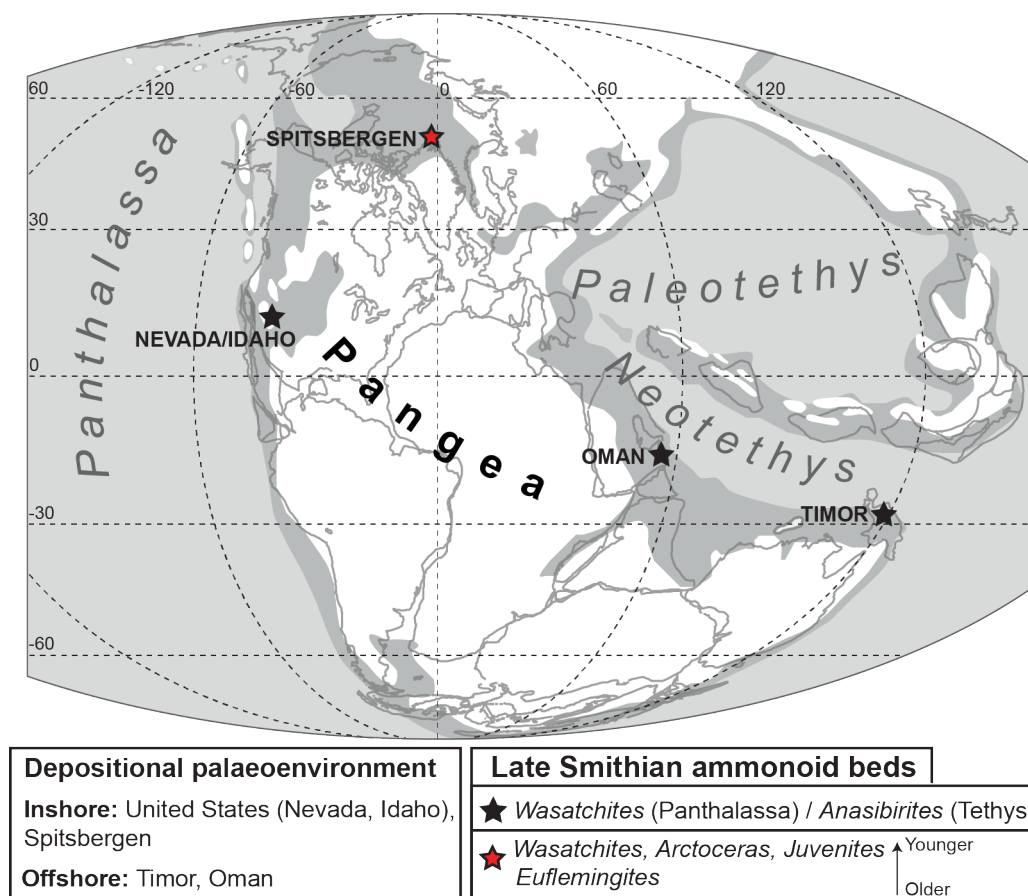 60
-120
-60
0
60
120
SPITSBERGEN
Panthalassa
30
Paleotethys
NEVADA/IDAHO
Pangea
0
Neotethys
OMAN
TIMOR
-30
-60
Depositional palaeoenvironment
Inshore: United States (Nevada, Idaho),
Spitsbergen
Offshore: Timor, Oman
Late Smithian ammonoid beds
Wasatchites (Panthalassa) / Anasibirites (Tethys
Wasatchites, Arctoceras, Juvenites
Euflemingites
Younger
Older